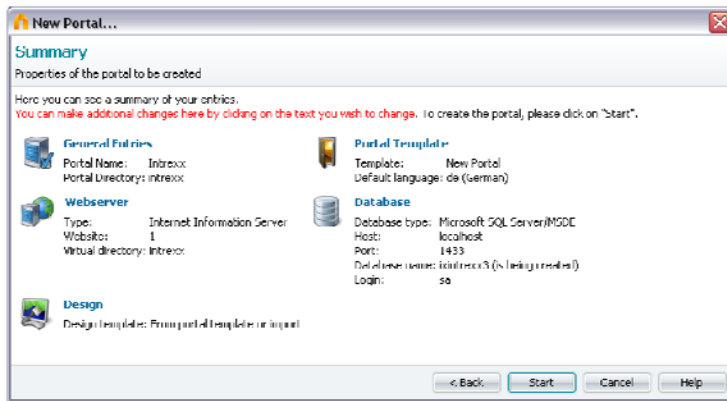 New Portal...
Summary
Properties of the portal to be created
Here you can see a summary of your entries.
You can make additional changes here by clicking on the text you wish to change. To create the portal, please click on "Start".
General Entries
Portal Name: Intrexx
Portal Directory: intrexx
Portal Template
Template: New Portal
Default language: de (German)
Webserver
Type: Internet Information Server
Website: 1
Virtual directory: intrexx
Database
Database type: Microsoft SQL Server/MSDE
Host: localhost
Port: 1433
Database name: (is being created)
Login: sa
Design
Design template: From portal template or import
< Back
Start
Cancel
Help